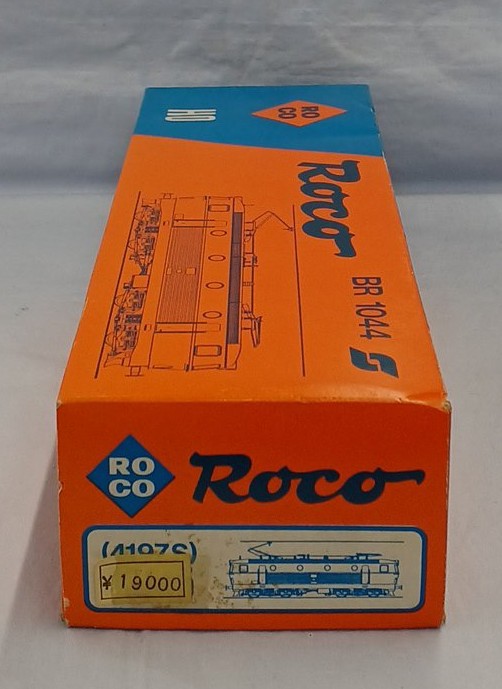 HO
RO
CO
Roco
BR 1044
RO
CO
Roco
(4197S)
¥19000